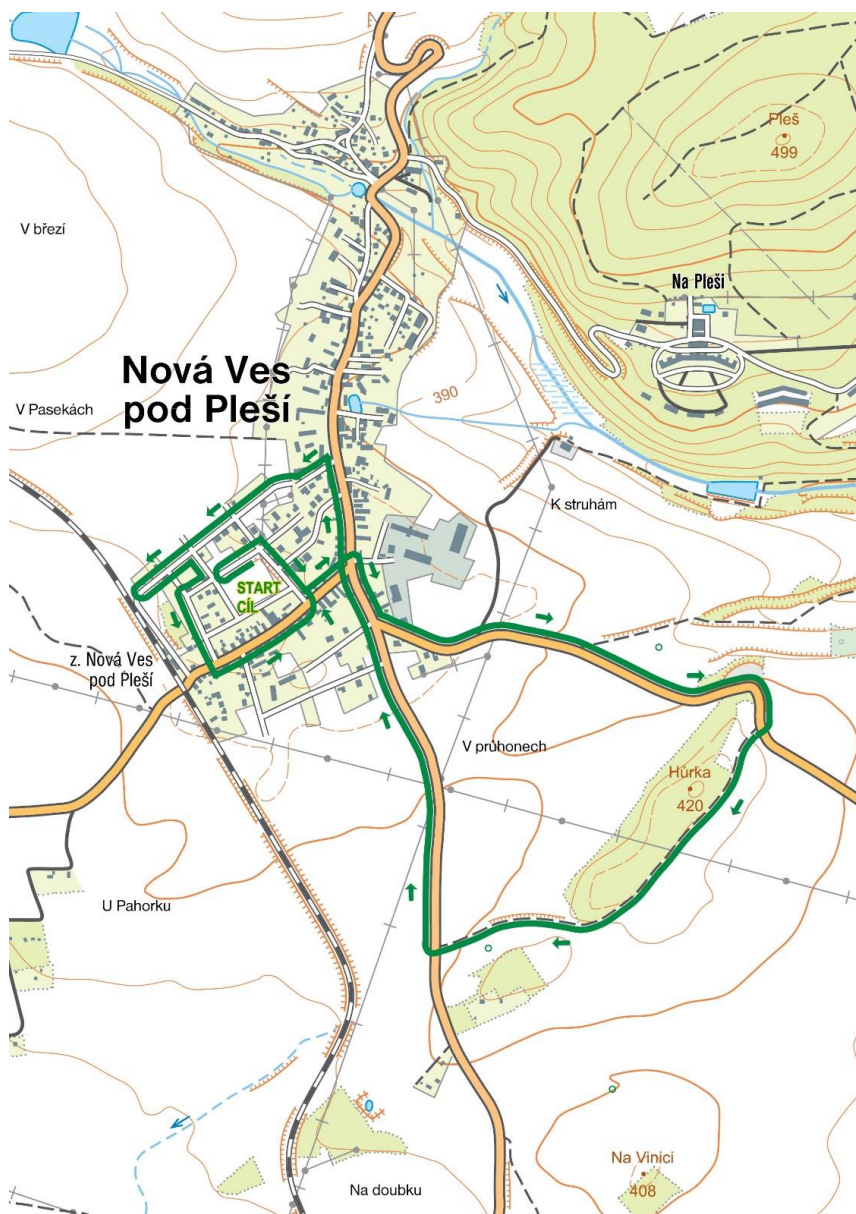 Pleš
499
V březí
Na Pleši
Nová Ves
pod Pleší
390
V Pasekách
K struhám
START
CÍL
z. Nová Ves
pod Pleší
V průhonech
Hůrka
420
U Pahorku
Na Vinici
408
Na doubku